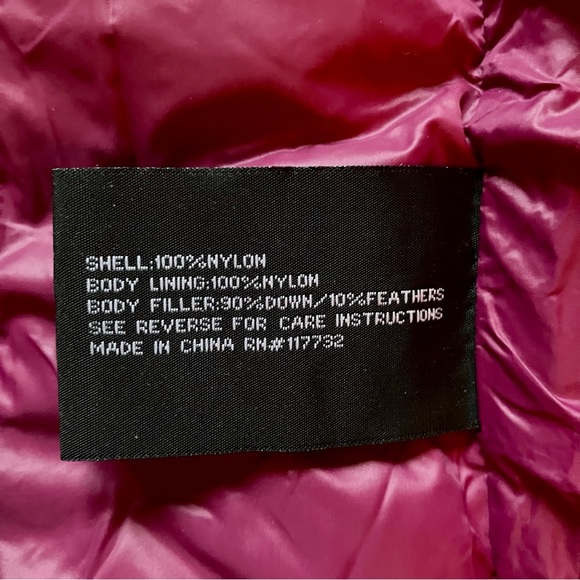 SHELL:100%NYLON
BODY LINING:100%NYLON
BODY FILLER:90%DOWN/10%FEATHERS
SEE REVERSE FOR CARE INSTRUCTIONS
MADE IN CHINA RN#117732